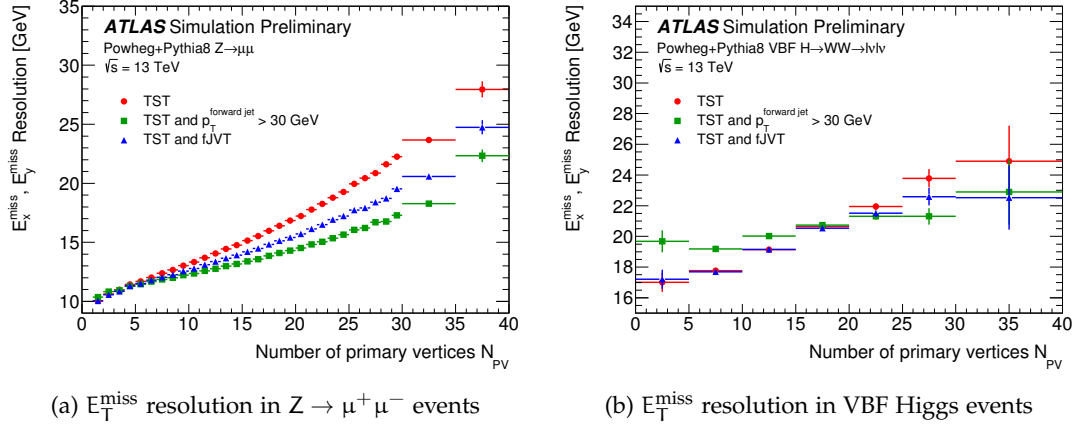 ATLAS Simulation Preliminary
Powheg+Pythia8 Z→μμ
√s = 13 TeV
TST
TST and p_T^{forward jet} > 30 GeV
TST and fJVT
E_x^{miss}, E_y^{miss} Resolution [GeV]
35
30
25
20
15
10
0 5 10 15 20 25 30 35 40
Number of primary vertices N_{PV}
(a) E_T^{miss} resolution in Z → μ⁺μ⁻ events
ATLAS Simulation Preliminary
Powheg+Pythia8 VBF H→WW→lνlν
√s = 13 TeV
TST
TST and p_T^{forward jet} > 30 GeV
TST and fJVT
E_x^{miss}, E_y^{miss} Resolution [GeV]
34
32
30
28
26
24
22
20
18
16
0 5 10 15 20 25 30 35 40
Number of primary vertices N_{PV}
(b) E_T^{miss} resolution in VBF Higgs events